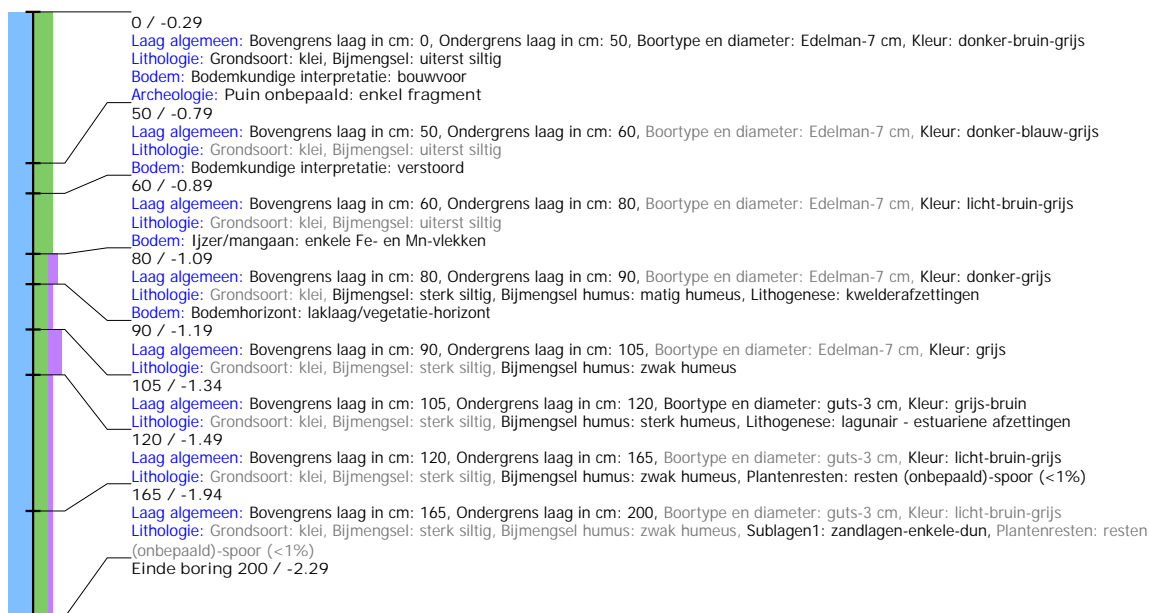 0 / -0.29
Laag algemeen: Bovengrens laag in cm: 0, Ondergrens laag in cm: 50, Boortype en diameter: Edelman-7 cm, Kleur: donker-bruin-grijs
Lithologie: Grondsoort: klei, Bijmengsel: uiterst siltig
Bodem: Bodemkundige interpretatie: bouwvoor
Archeologie: Puin onbepaald: enkel fragment
50 / -0.79
Laag algemeen: Bovengrens laag in cm: 50, Ondergrens laag in cm: 60, Boortype en diameter: Edelman-7 cm, Kleur: donker-blauw-grijs
Lithologie: Grondsoort: klei, Bijmengsel: uiterst siltig
Bodem: Bodemkundige interpretatie: verstoord
60 / -0.89
Laag algemeen: Bovengrens laag in cm: 60, Ondergrens laag in cm: 80, Boortype en diameter: Edelman-7 cm, Kleur: licht-bruin-grijs
Lithologie: Grondsoort: klei, Bijmengsel: uiterst siltig
Bodem: Ijzer/mangaan: enkele Fe- en Mn-vlekken
80 / -1.09
Laag algemeen: Bovengrens laag in cm: 80, Ondergrens laag in cm: 90, Boortype en diameter: Edelman-7 cm, Kleur: donker-grijs
Lithologie: Grondsoort: klei, Bijmengsel: sterk siltig, Bijmengsel humus: matig humeus, Lithogenese: kwelderafzettingen
Bodem: Bodemhorizont: laklaag/vegetatie-horizont
90 / -1.19
Laag algemeen: Bovengrens laag in cm: 90, Ondergrens laag in cm: 105, Boortype en diameter: Edelman-7 cm, Kleur: grijs
Lithologie: Grondsoort: klei, Bijmengsel: sterk siltig, Bijmengsel humus: zwak humeus
105 / -1.34
Laag algemeen: Bovengrens laag in cm: 105, Ondergrens laag in cm: 120, Boortype en diameter: guts-3 cm, Kleur: grijs-bruin
Lithologie: Grondsoort: klei, Bijmengsel: sterk siltig, Bijmengsel humus: sterk humeus, Lithogenese: lagunair - estuariene afzettingen
120 / -1.49
Laag algemeen: Bovengrens laag in cm: 120, Ondergrens laag in cm: 165, Boortype en diameter: guts-3 cm, Kleur: licht-bruin-grijs
Lithologie: Grondsoort: klei, Bijmengsel: sterk siltig, Bijmengsel humus: zwak humeus, Plantenresten: resten (onbepaald)-spoor (<1%)
165 / -1.94
Laag algemeen: Bovengrens laag in cm: 165, Ondergrens laag in cm: 200, Boortype en diameter: guts-3 cm, Kleur: licht-bruin-grijs
Lithologie: Grondsoort: klei, Bijmengsel: sterk siltig, Bijmengsel humus: zwak humeus, Sublagen1: zandlagen-enkele-dun, Plantenresten: resten
(onbepaald)-spoor (<1%)
Einde boring 200 / -2.29